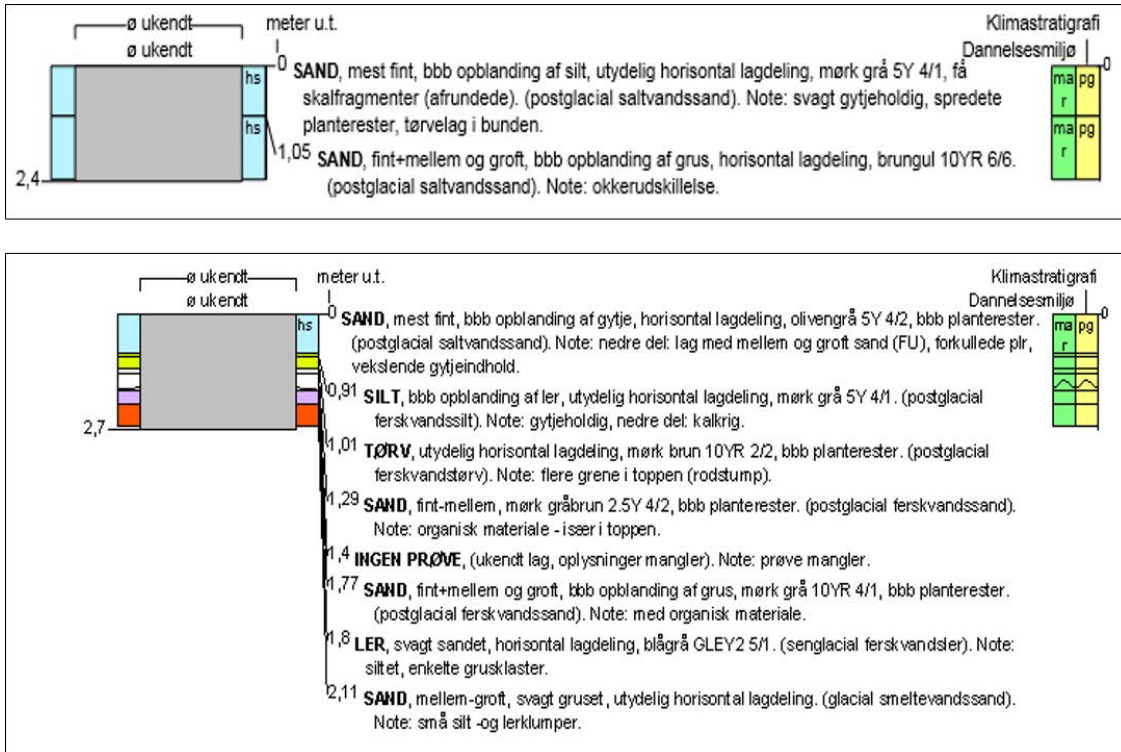 ø ukendt meter u.t. Klimastratigrafi
ø ukendt Dannelsesmiljø
0 SAND, mest fint, bbb opblanding af silt, utydelig horisontal lagdeling, mørk grå 5Y 4/1, få 0
hs skalfragmenter (afrundede). (postglacial saltvandssand). Note: svagt gytjeholdig, spredete mar pg
planterester, tørvelag i bunden.
hs 1,05 SAND, fint+mellem og groft, bbb opblanding af grus, horisontal lagdeling, brungul 10YR 6/6. mar pg
2,4 (postglacial saltvandssand). Note: okkerudskillelse.
ø ukendt meter u.t. Klimastratigrafi
ø ukendt Dannelsesmiljø
0 SAND, mest fint, bbb opblanding af gytje, horisontal lagdeling, olivengrå 5Y 4/2, bbb planterester. 0
hs (postglacial saltvandssand). Note: nedre del: lag med mellem og groft sand (FU), forkullede plr, mar pg
vekslende gytjeindhold.
0,91 SILT, bbb opblanding af ler, utydelig horisontal lagdeling, mørk grå 5Y 4/1. (postglacial
ferskvandssilt). Note: gytjeholdig, nedre del: kalkrig.
2,7
1,01 TØRV, utydelig horisontal lagdeling, mørk brun 10YR 2/2, bbb planterester. (postglacial
ferskvandstørv). Note: flere grene i toppen (rodstump).
1,29 SAND, fint-mellem, mørk gråbrun 2.5Y 4/2, bbb planterester. (postglacial ferskvandssand).
Note: organisk materiale - især i toppen.
1,4 INGEN PRØVE, (ukendt lag, oplysninger mangler). Note: prøve mangler.
1,77 SAND, fint+mellem og groft, bbb opblanding af grus, mørk grå 10YR 4/1, bbb planterester.
(postglacial ferskvandssand). Note: med organisk materiale.
1,8 LER, svagt sandet, horisontal lagdeling, blågrå GLEY2 5/1. (senglacial ferskvandsler). Note:
siltet, enkelte grusklaster.
2,11 SAND, mellem-groft, svagt gruset, utydelig horisontal lagdeling. (glacial smeltevandssand).
Note: små silt -og lerklumper.